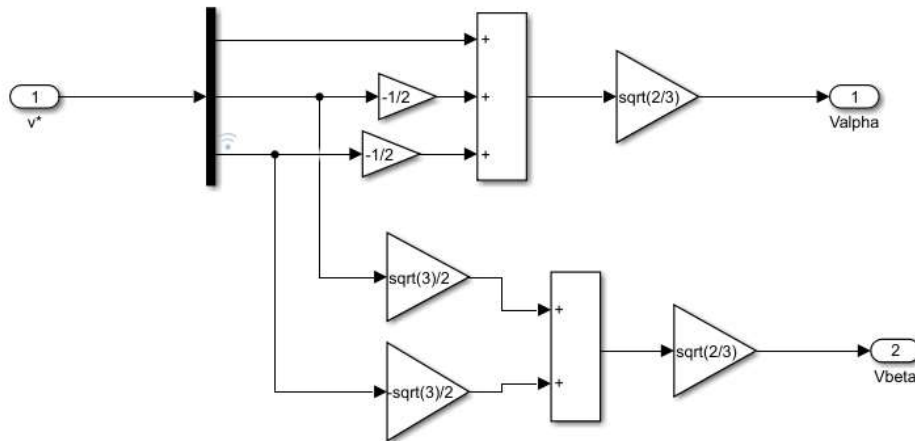 +
1
v*
-1/2
+
sqrt(2/3)
1
Valpha
-1/2
+
sqrt(3)/2
+
sqrt(2/3)
2
Vbeta
-sqrt(3)/2
+